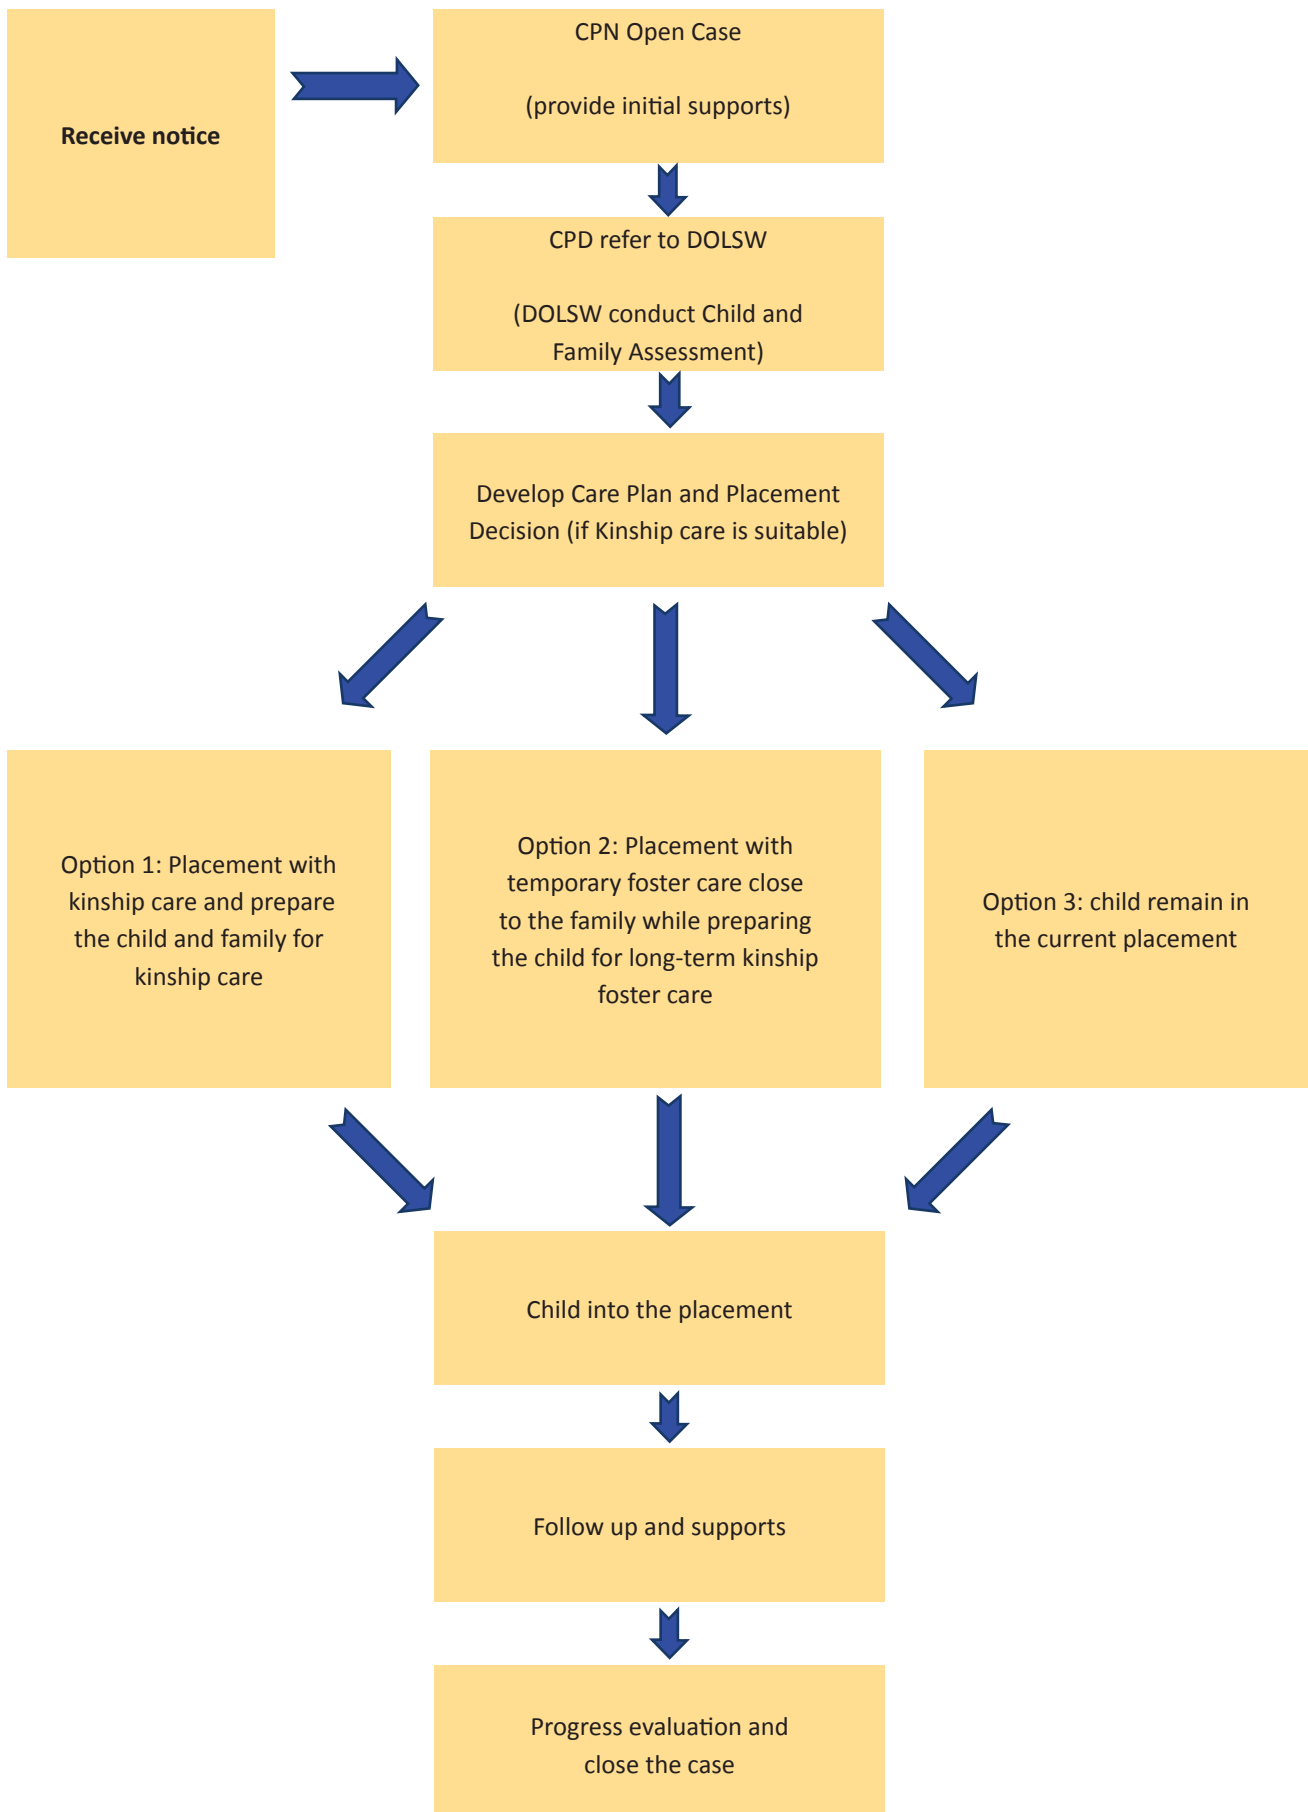 Receive notice
CPN Open Case
(provide initial supports)
CPD refer to DOLSW
(DOLSW conduct Child and
Family Assessment)
Develop Care Plan and Placement
Decision (if Kinship care is suitable)
Option 1: Placement with
kinship care and prepare
the child and family for
kinship care
Option 2: Placement with
temporary foster care close
to the family while preparing
the child for long-term kinship
foster care
Option 3: child remain in
the current placement
Child into the placement
Follow up and supports
Progress evaluation and
close the case